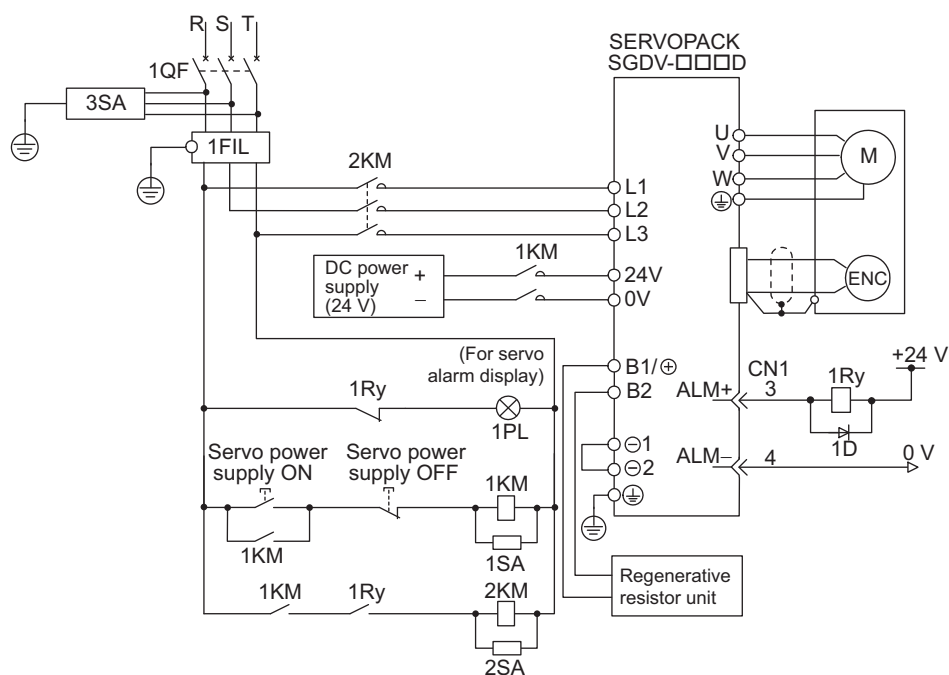 R S T
1QF
3SA
1FIL
2KM
SERVOPACK
SGDV-□□□D
U
V
W
M
L1
L2
L3
1KM
DC power
supply
(24 V)
+
−
24V
0V
ENC
(For servo
alarm display)
1Ry
1PL
B1/⊕
B2
⊖1
⊖2
CN1
ALM+
3
1Ry
+24 V
1D
ALM−
4
0 V
Servo power
supply ON
Servo power
supply OFF
1KM
1KM
1SA
1KM
1Ry
2KM
2SA
Regenerative
resistor unit